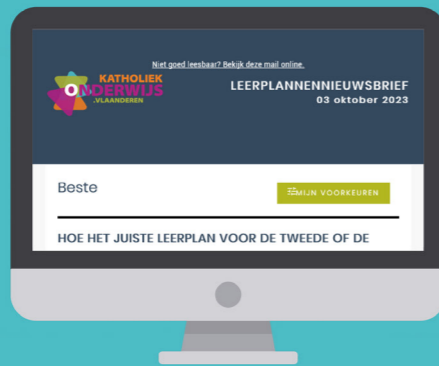 Niet goed leesbaar? Bekijk deze mail online.
KATHOLIEK
ONDERWIJS
.VLAANDEREN
LEERPLANNENNIEUWSBRIEF
03 oktober 2023
Beste
MIJN VOORKEUREN
HOE HET JUISTE LEERPLAN VOOR DE TWEEDE OF DE